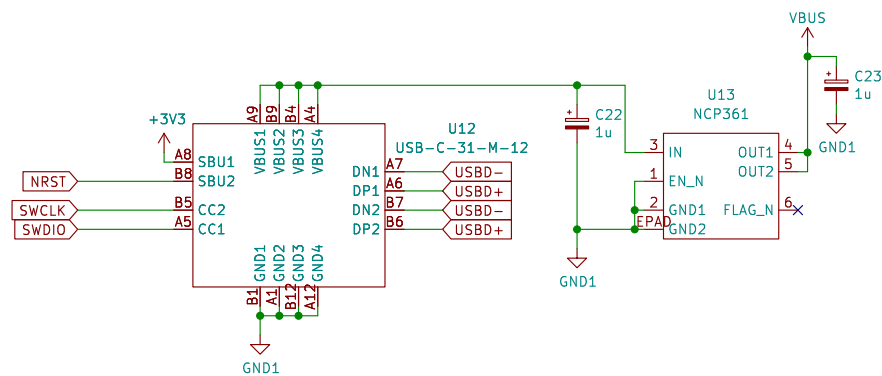 VBUS
C23
1u
GND1
U13
NCP361
C22
1u
+3V3
U12
USB-C-31-M-12
A9
B9
B4
A4
VBUS1
VBUS2
VBUS3
VBUS4
A8
SBU1
B8
SBU2
NRST
B5
CC2
SWCLK
A5
CC1
SWDIO
DN1
A7
USBD-
DP1
A6
USBD+
DN2
B7
USBD-
DP2
B6
USBD+
3
IN
OUT1
4
OUT2
5
1
EN_N
2
GND1
FLAG_N
6
EPAD
GND2
GND1
GND1
GND2
GND3
GND4
B1
A1
B12
A12
GND1